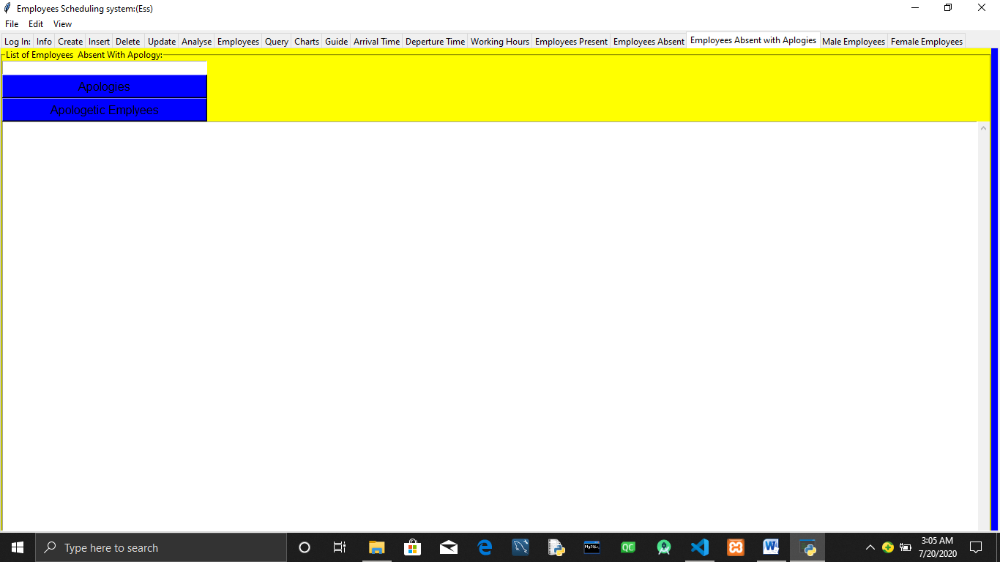 Employees Scheduling system:(Ess)
File Edit View
Log In: Info Create Insert Delete Update Analyse Employees Query Charts Guide Arrival Time Deperture Time Working Hours Employees Present Employees Absent Employees Absent with Aplogies Male Employees Female Employees
List of Employees  Absent With Apology:
Apologies
Apologetic Emplyees
Type here to search
MySQL
QC
W
3:05 AM
7/20/2020